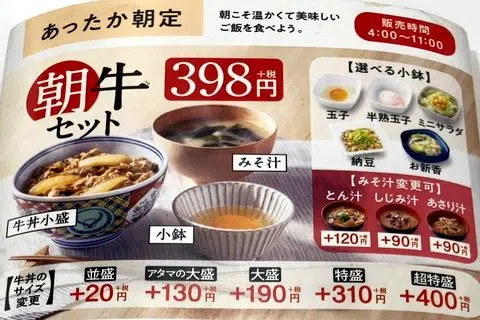 あったか朝定
朝こそ温かくて美味しい
ご飯を食べよう。
販売時間
4:00〜11:00
朝牛
セット
398円
+税
【選べる小鉢】
玉子
半熟玉子
ミニサラダ
納豆
お新香
みそ汁
牛丼小盛
小鉢
【みそ汁変更可】
とん汁
しじみ汁
あさり汁
+120円+税
+90円+税
+90円+税
【牛丼の
サイズ
変更】
並盛
+20円+税
アタマの大盛
+130円+税
大盛
+190円+税
特盛
+310円+税
超特盛
+400円+税